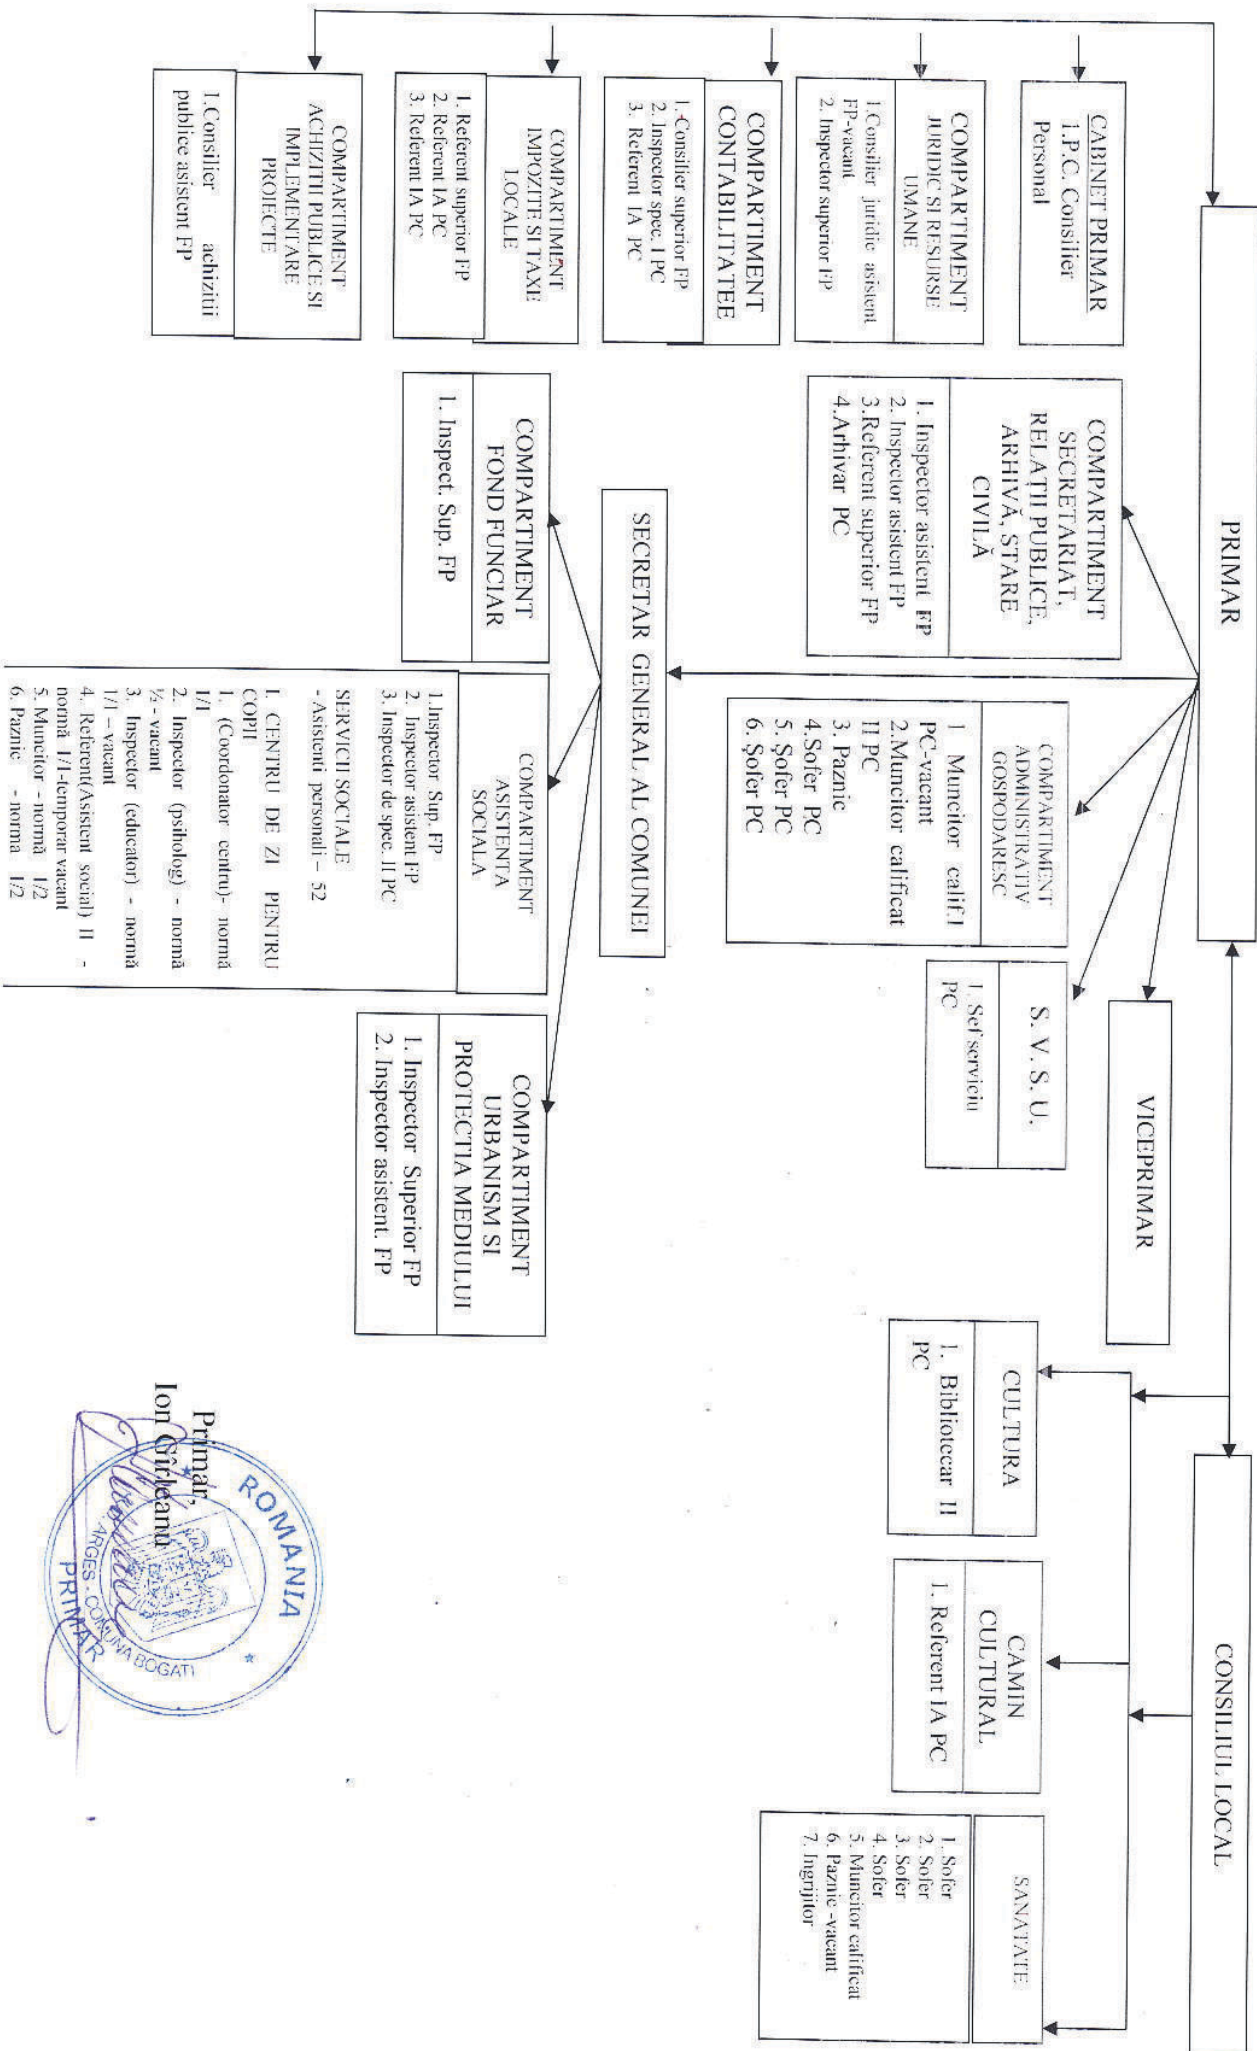 PRIMAR
CONSILIUL LOCAL
VICEPRIMAR
CABINET PRIMAR
1.P.C. Consilier
Personal
COMPARTIMENT
JURIDIC SI RESURSE
UMANE
1.Consilier juridic asistent
FP-vacant
2. Inspector superior FP
COMPARTIMENT
CONTABILITATEE
1. Consilier superior FP
2. Inspector spec. I PC
3. Referent IA PC
COMPARTIMENT
IMPOZITE SI TAXE
LOCALE
1. Referent superior FP
2. Referent IA PC
3. Referent IA PC
COMPARTIMENT
ACHIZITII PUBLICE SI
IMPLEMENTARE
PROIECTE
1.Consilier achizitii
publice asistent FP
COMPARTIMENT
SECRETARIAT,
RELAȚII PUBLICE,
ARHIVĂ, STARE
CIVILĂ
1. Inspector asistent FP
2. Inspector asistent FP
3.Referent superior FP
4.Arhivar PC
COMPARTIMENT
ADMINISTRATIV
GOSPODARESC
1 Muncitor calif.I
PC-vacant
2.Muncitor calificat
II PC
3. Paznic
4.Sofer PC
5. Șofer PC
6. Șofer PC
S. V. S. U.
1. Sef serviciu
PC
CULTURA
1. Bibliotecar II
PC
CAMIN
CULTURAL
1. Referent IA PC
SANATATE
1. Sofer
2. Sofer
3. Sofer
4. Sofer
5. Muncitor calificat
6. Paznic -vacant
7. Ingrijitor
SECRETAR GENERAL AL COMUNEI
COMPARTIMENT
FOND FUNCIAR
1. Inspect. Sup. FP
COMPARTIMENT
ASISTENTA
SOCIALA
1.Inspector Sup. FP
2. Inspector asistent FP
3. Inspector de spec. II PC
SERVICII SOCIALE
- Asistenti personali – 52
I. CENTRU DE ZI PENTRU
COPII
1. (Coordonator centru)- normă
1/1
2. Inspector (psiholog) - normă
½ - vacant
3. Inspector (educator) - normă
1/1 – vacant
4. Referent(Asistent social) II -
normă 1/1-temporar vacant
5. Muncitor - normă 1/2
6. Paznic - norma 1/2
COMPARTIMENT
URBANISM SI
PROTECTIA MEDIULUI
1. Inspector Superior FP
2. Inspector asistent. FP
Primar,
Ion Gîrleanu
ROMANIA
ARGES - COMUNA BOGATI
PRIMAR